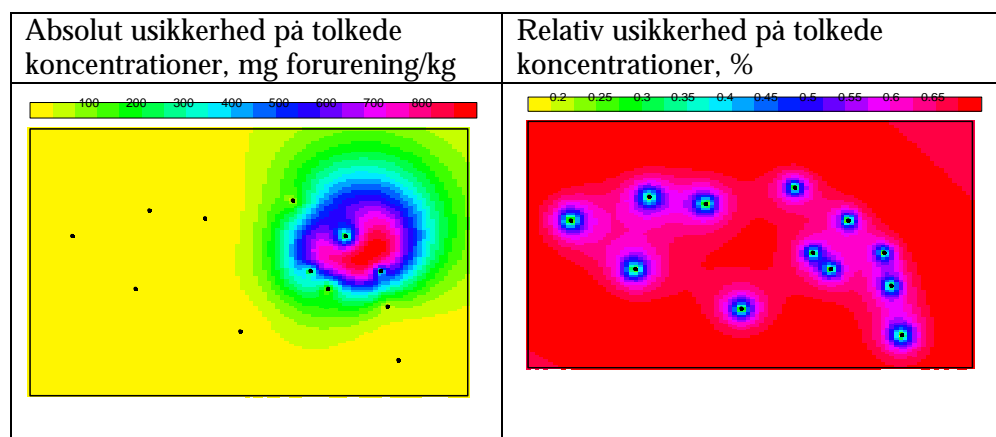 Absolut usikkerhed på tolkede
koncentrationer, mg forurening/kg
Relativ usikkerhed på tolkede
koncentrationer, %
100 200 300 400 500 600 700 800
0.2 0.25 0.3 0.35 0.4 0.45 0.5 0.55 0.6 0.65